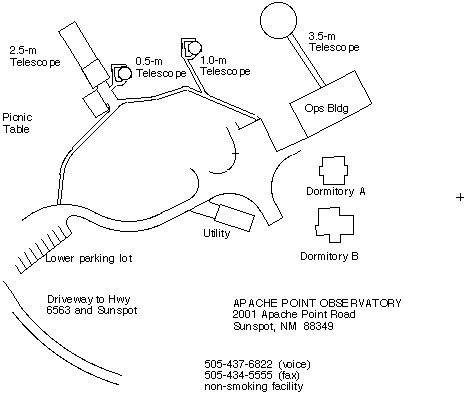 3.5-m
Telescope
2.5-m
Telescope
0.5-m
Telescope
1.0-m
Telescope
Ops Bldg
Picnic
Table
Dormitory A
Utility
Dormitory B
Lower parking lot
Driveway to Hwy
6563 and Sunspot
APACHE POINT OBSERVATORY
2001 Apache Point Road
Sunspot, NM 88349
505-437-6822 (voice)
505-434-5555 (fax)
non-smoking facility